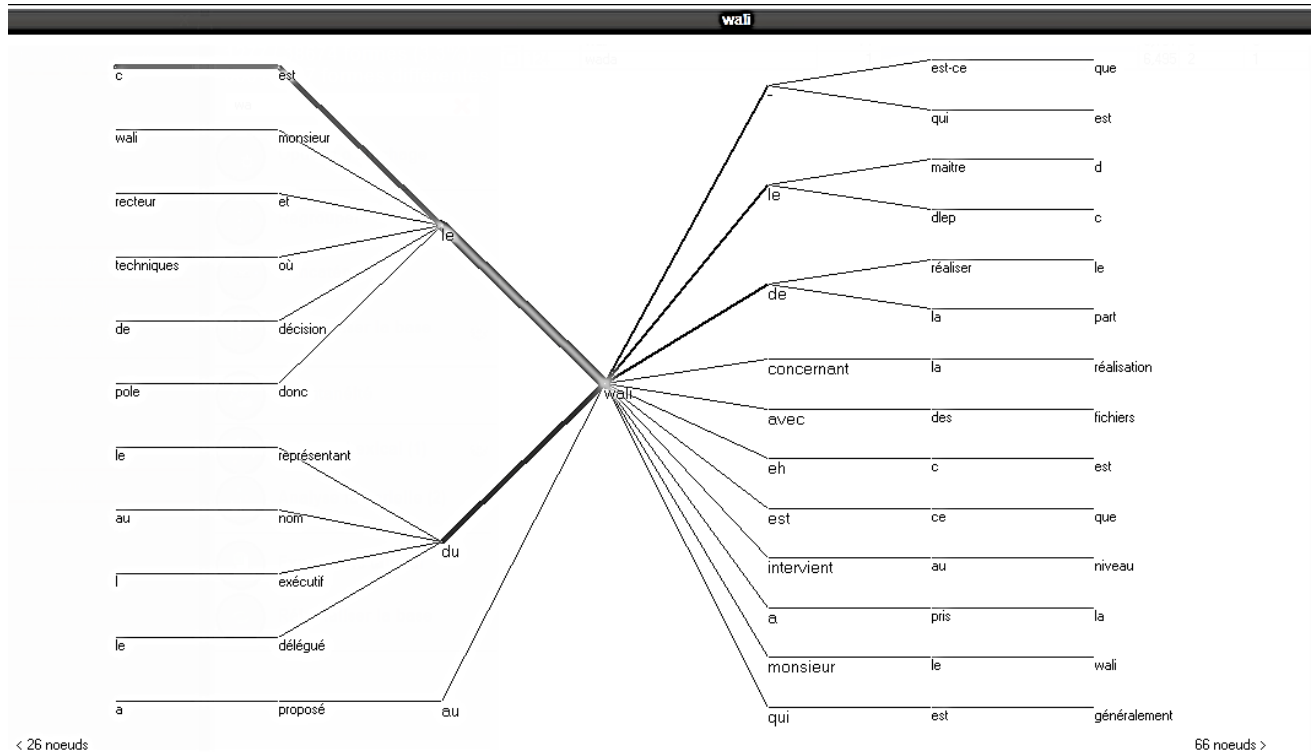 wali
c est
wali monsieur
recteur et
techniques où
de décision
pole donc
le
le représentant
au nom
l exécutif
le délégué
du
a proposé au
wali
- est-ce que
qui est
le maitre d
dlep c
de réaliser le
la part
concernant la réalisation
avec des fichiers
eh c est
est ce que
intervient au niveau
a pris la
monsieur le wali
qui est généralement
< 26 noeuds
66 noeuds >